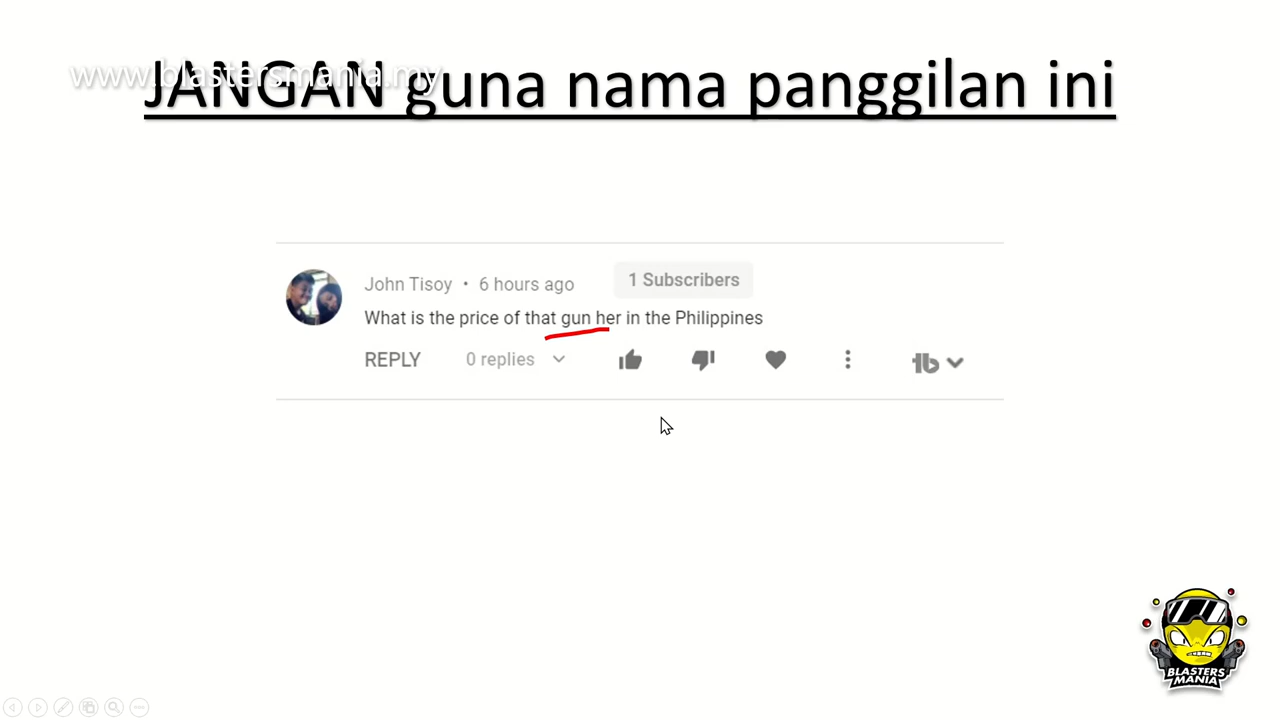 www.blastersmania.my
JANGAN guna nama panggilan ini
John Tisoy • 6 hours ago 1 Subscribers
What is the price of that gun her in the Philippines
REPLY 0 replies
BLASTERS
MANIA